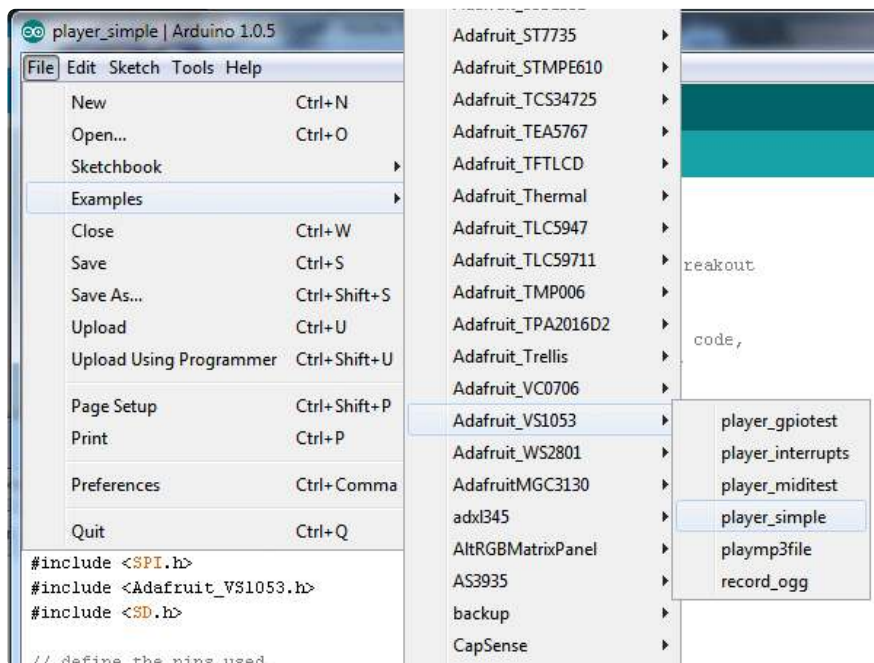 player_simple | Arduino 1.0.5
File Edit Sketch Tools Help
New Ctrl+N
Open... Ctrl+O
Sketchbook
Examples
Close Ctrl+W
Save Ctrl+S
Save As... Ctrl+Shift+S
Upload Ctrl+U
Upload Using Programmer Ctrl+Shift+U
Page Setup Ctrl+Shift+P
Print Ctrl+P
Preferences Ctrl+Comma
Quit Ctrl+Q
Adafruit_ST7735
Adafruit_STMPE610
Adafruit_TCS34725
Adafruit_TEA5767
Adafruit_TFTLCD
Adafruit_Thermal
Adafruit_TLC5947
Adafruit_TLC59711
Adafruit_TMP006
Adafruit_TPA2016D2
Adafruit_Trellis
Adafruit_VC0706
Adafruit_VS1053
Adafruit_WS2801
AdafruitMGC3130
adxl345
AltRGBMatrixPanel
AS3935
backup
CapSense
player_gpiotest
player_interrupts
player_miditest
player_simple
playmp3file
record_ogg
reakout
code,
#include <SPI.h>
#include <Adafruit_VS1053.h>
#include <SD.h>
// define the pins used